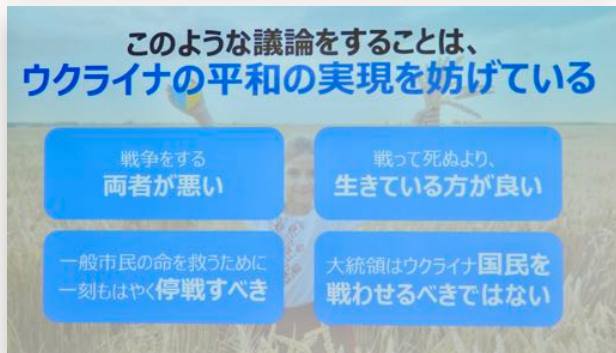 このような議論をすることは、
ウクライナの平和の実現を妨げている
戦争をする
両者が悪い
戦って死ぬより、
生きている方が良い
一般市民の命を救うために
一刻もはやく停戦すべき
大統領はウクライナ国民を
戦わせるべきではない